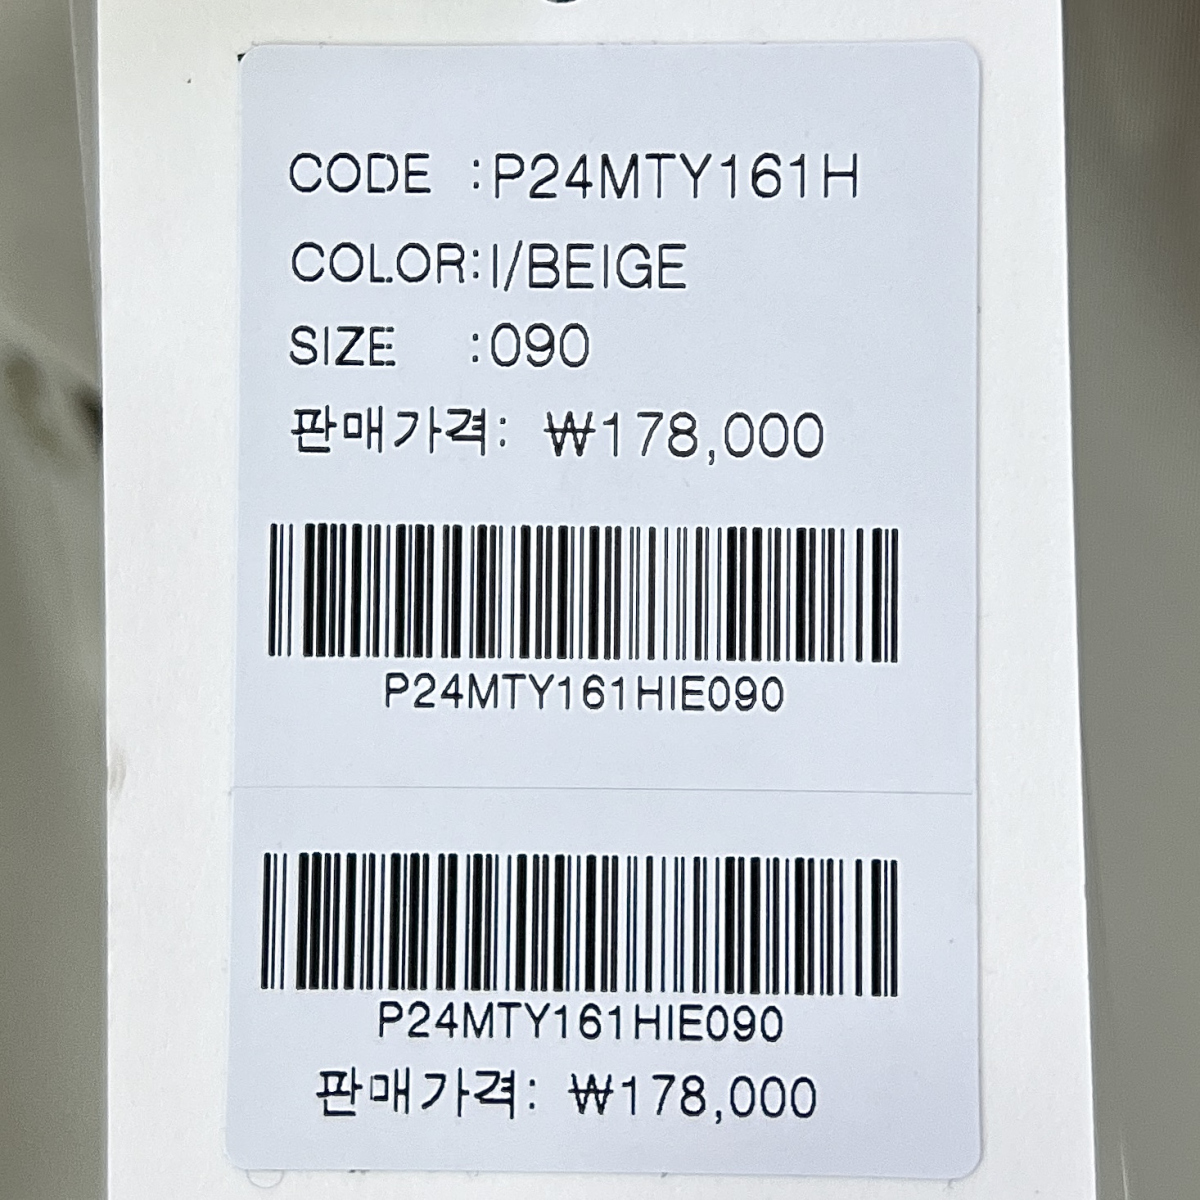 CODE :P24MTY161H
COLOR:I/BEIGE
SIZE :090
판매가격: ₩178,000
P24MTY161HIE090
P24MTY161HIE090
판매가격: ₩178,000